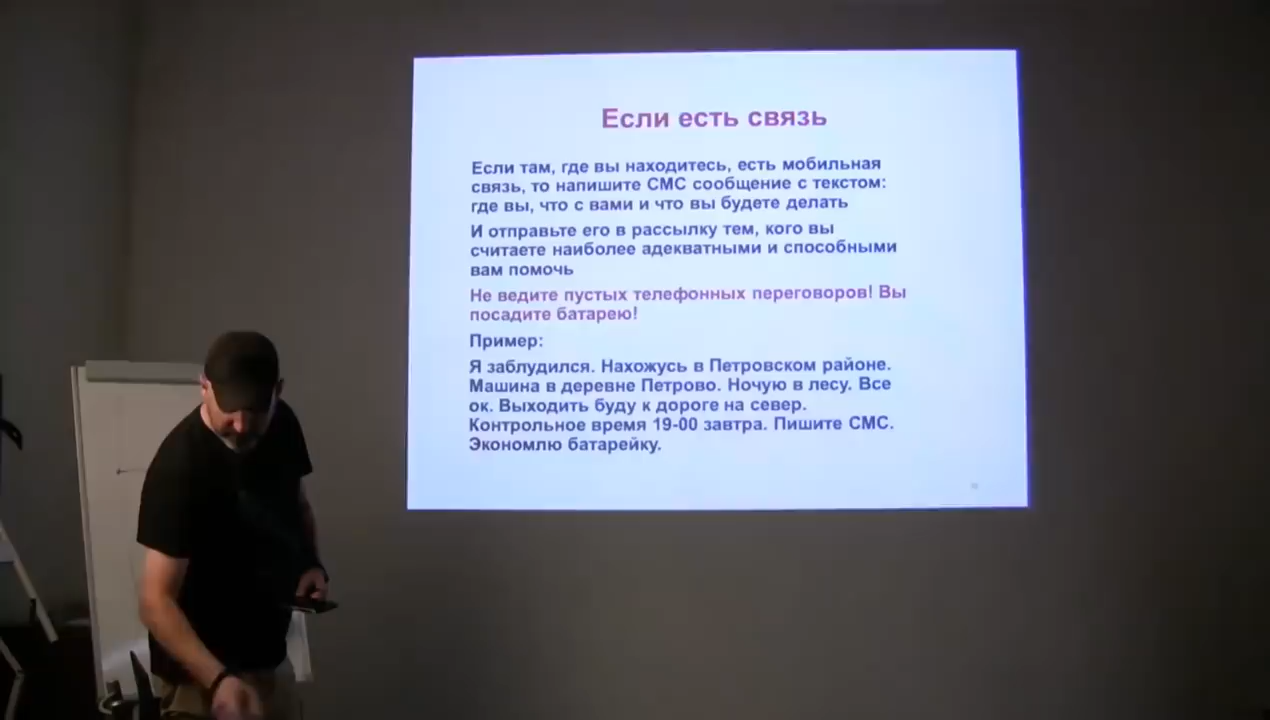 Если есть связь
Если там, где вы находитесь, есть мобильная
связь, то напишите СМС сообщение с текстом:
где вы, что с вами и что вы будете делать
И отправьте его в рассылку тем, кого вы
считаете наиболее адекватными и способными
вам помочь
Не ведите пустых телефонных переговоров! Вы
посадите батарею!
Пример:
Я заблудился. Нахожусь в Петровском районе.
Машина в деревне Петрово. Ночую в лесу. Все
ок. Выходить буду к дороге на север.
Контрольное время 19-00 завтра. Пишите СМС.
Экономлю батарейку.